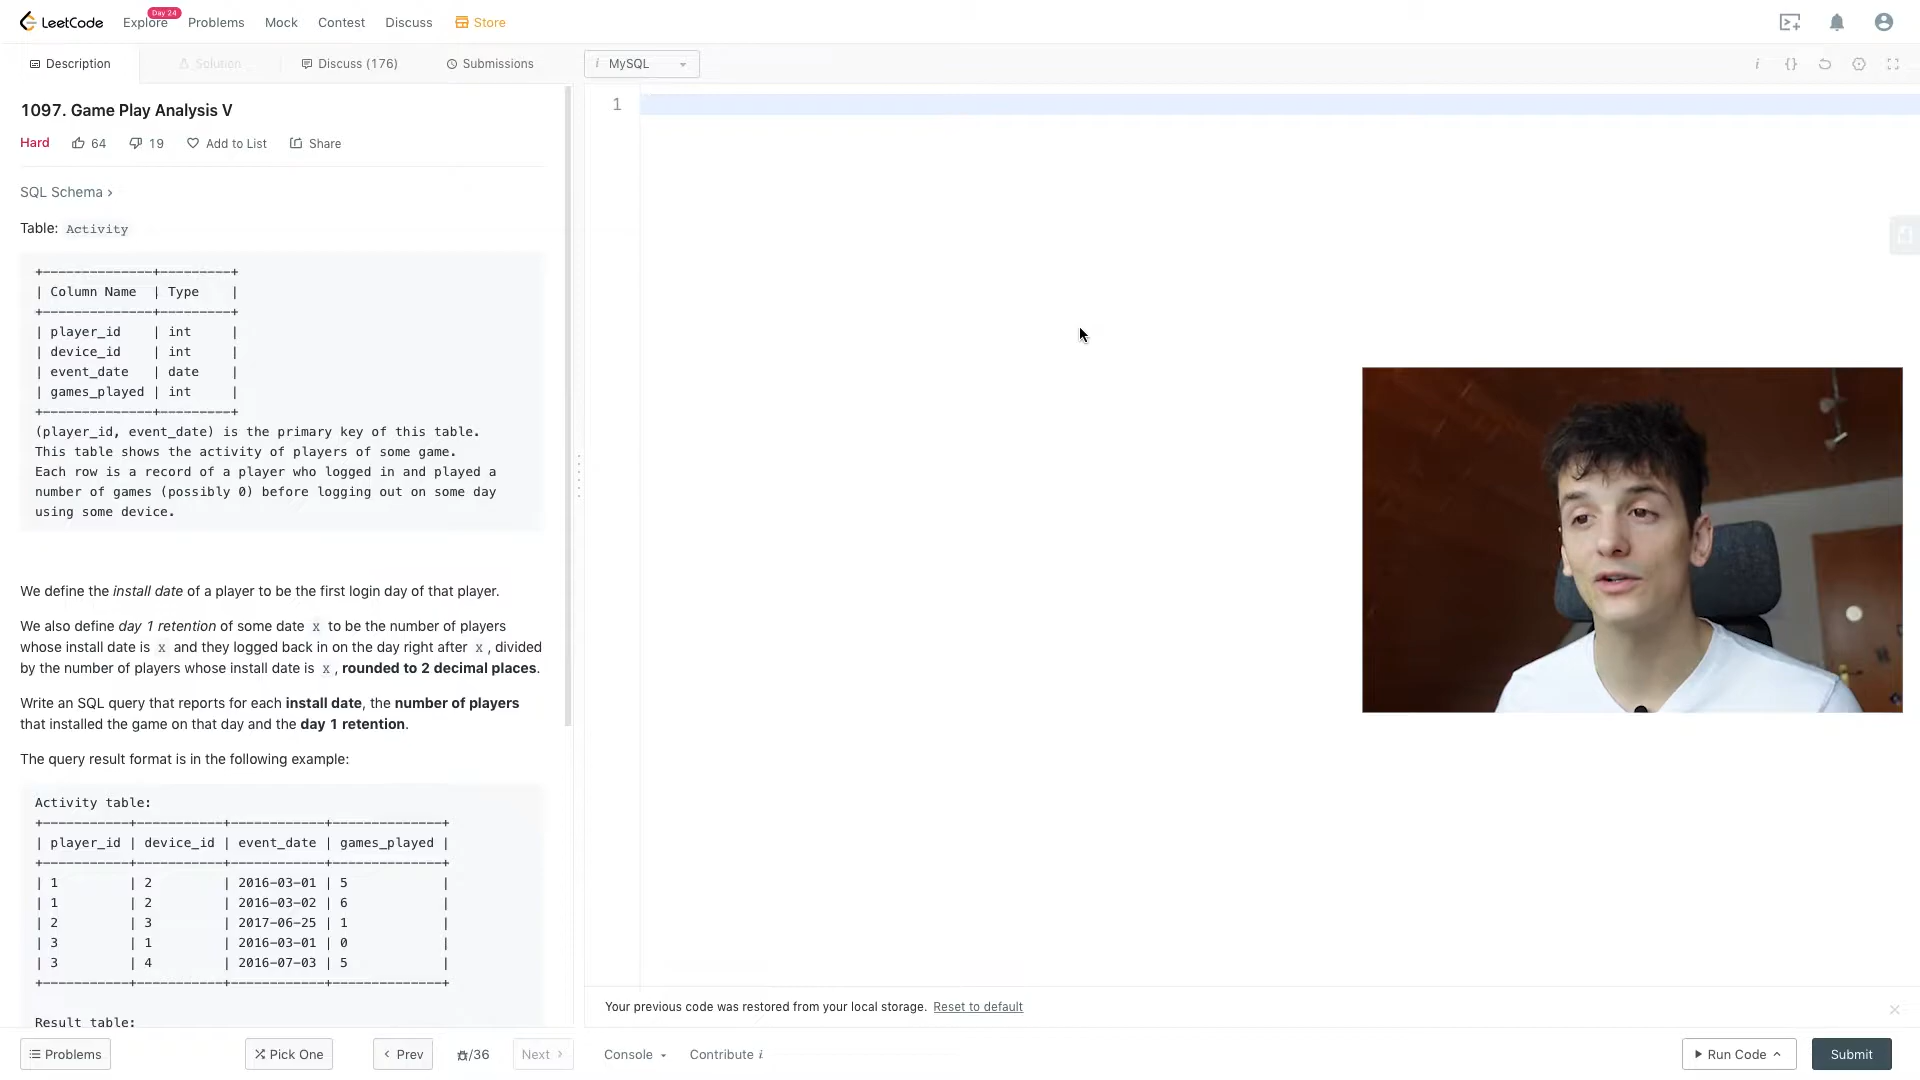 LeetCode
Explore
Day 24
Problems
Mock
Contest
Discuss
Store
Description
Solution
Discuss (176)
Submissions
i MySQL
1097. Game Play Analysis V
Hard
64
19
Add to List
Share
SQL Schema ›
Table: Activity
+--------------+---------+
| Column Name  | Type    |
+--------------+---------+
| player_id    | int     |
| device_id    | int     |
| event_date   | date    |
| games_played | int     |
+--------------+---------+
(player_id, event_date) is the primary key of this table.
This table shows the activity of players of some game.
Each row is a record of a player who logged in and played a
number of games (possibly 0) before logging out on some day
using some device.
We define the install date of a player to be the first login day of that player.
We also define day 1 retention of some date x to be the number of players
whose install date is x and they logged back in on the day right after x, divided
by the number of players whose install date is x, rounded to 2 decimal places.
Write an SQL query that reports for each install date, the number of players
that installed the game on that day and the day 1 retention.
The query result format is in the following example:
Activity table:
+-----------+-----------+------------+--------------+
| player_id | device_id | event_date | games_played |
+-----------+-----------+------------+--------------+
| 1         | 2         | 2016-03-01 | 5            |
| 1         | 2         | 2016-03-02 | 6            |
| 2         | 3         | 2017-06-25 | 1            |
| 3         | 1         | 2016-03-01 | 0            |
| 3         | 4         | 2016-07-03 | 5            |
+-----------+-----------+------------+--------------+
Result table:
1
i {}
Your previous code was restored from your local storage. Reset to default
Problems
Pick One
‹ Prev
/36
Next ›
Console
Contribute i
Run Code
Submit